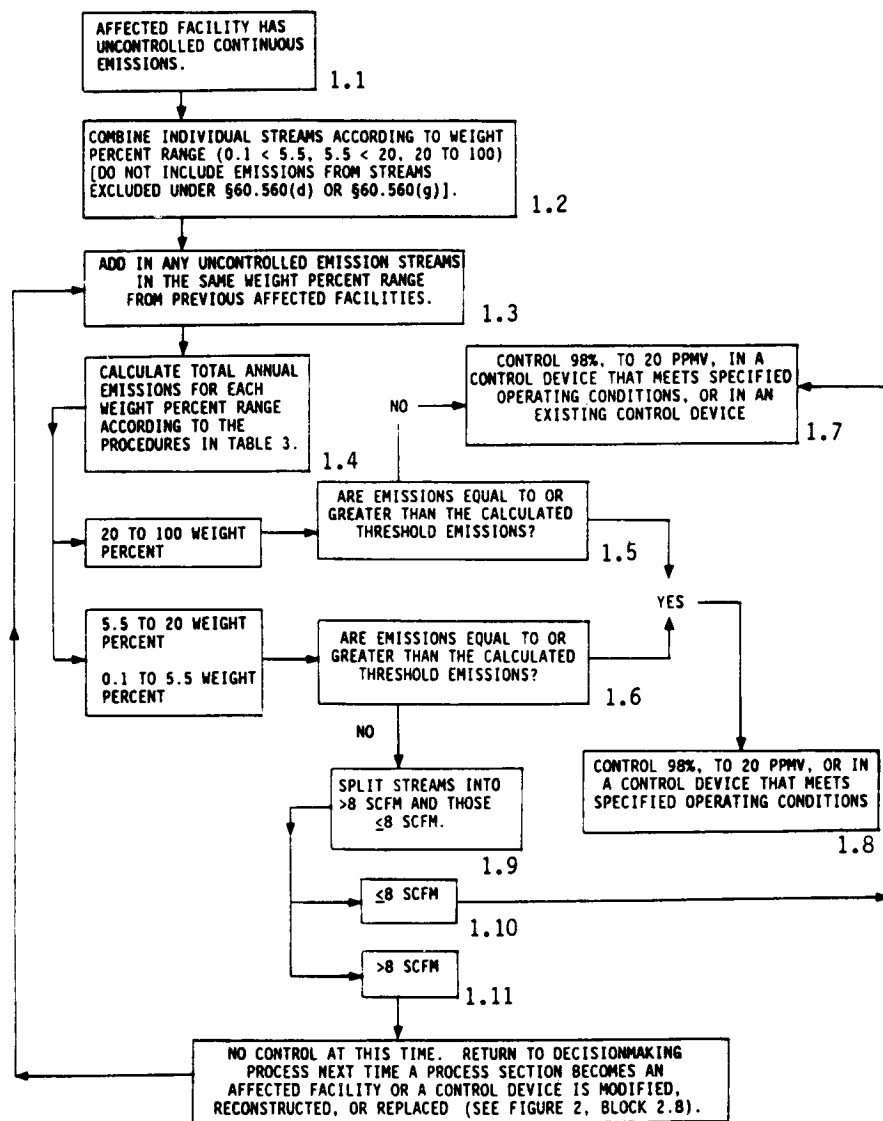 AFFECTED FACILITY HAS
UNCONTROLLED CONTINUOUS
EMISSIONS.
1.1
COMBINE INDIVIDUAL STREAMS ACCORDING TO WEIGHT
PERCENT RANGE (0.1 < 5.5, 5.5 < 20, 20 TO 100)
[DO NOT INCLUDE EMISSIONS FROM STREAMS
EXCLUDED UNDER §60.560(d) OR §60.560(g)].
1.2
ADD IN ANY UNCONTROLLED EMISSION STREAMS
IN THE SAME WEIGHT PERCENT RANGE
FROM PREVIOUS AFFECTED FACILITIES.
1.3
CALCULATE TOTAL ANNUAL
EMISSIONS FOR EACH
WEIGHT PERCENT RANGE
ACCORDING TO THE
PROCEDURES IN TABLE 3.
1.4
NO
CONTROL 98%, TO 20 PPMV, IN A
CONTROL DEVICE THAT MEETS SPECIFIED
OPERATING CONDITIONS, OR IN AN
EXISTING CONTROL DEVICE
1.7
20 TO 100 WEIGHT
PERCENT
ARE EMISSIONS EQUAL TO OR
GREATER THAN THE CALCULATED
THRESHOLD EMISSIONS?
1.5
YES
5.5 TO 20 WEIGHT
PERCENT
0.1 TO 5.5 WEIGHT
PERCENT
ARE EMISSIONS EQUAL TO OR
GREATER THAN THE CALCULATED
THRESHOLD EMISSIONS?
1.6
NO
CONTROL 98%, TO 20 PPMV, OR IN
A CONTROL DEVICE THAT MEETS
SPECIFIED OPERATING CONDITIONS
1.8
SPLIT STREAMS INTO
>8 SCFM AND THOSE
≤8 SCFM.
1.9
≤8 SCFM
1.10
>8 SCFM
1.11
NO CONTROL AT THIS TIME. RETURN TO DECISIONMAKING
PROCESS NEXT TIME A PROCESS SECTION BECOMES AN
AFFECTED FACILITY OR A CONTROL DEVICE IS MODIFIED,
RECONSTRUCTED, OR REPLACED (SEE FIGURE 2, BLOCK 2.8).